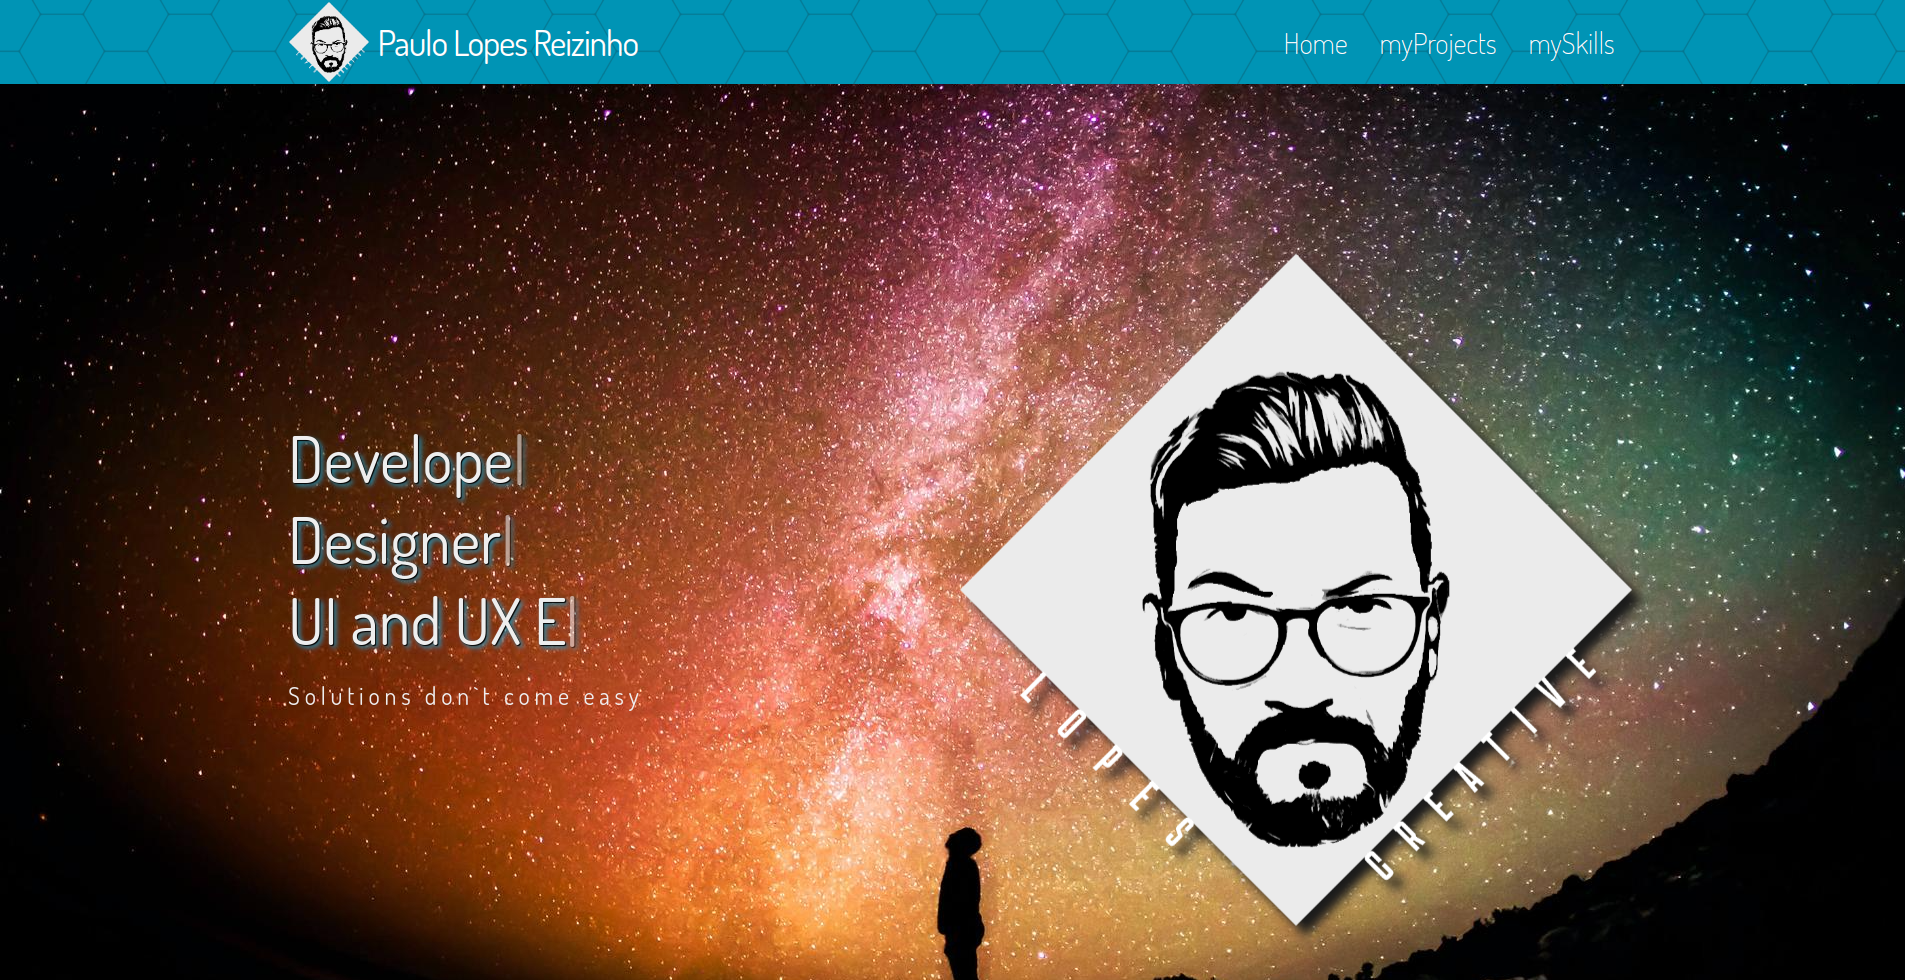 Paulo Lopes Reizinho
Home myProjects mySkills
Develope
Designer
UI and UX E
Solutions don`t come easy
LOPES
CREATIVE